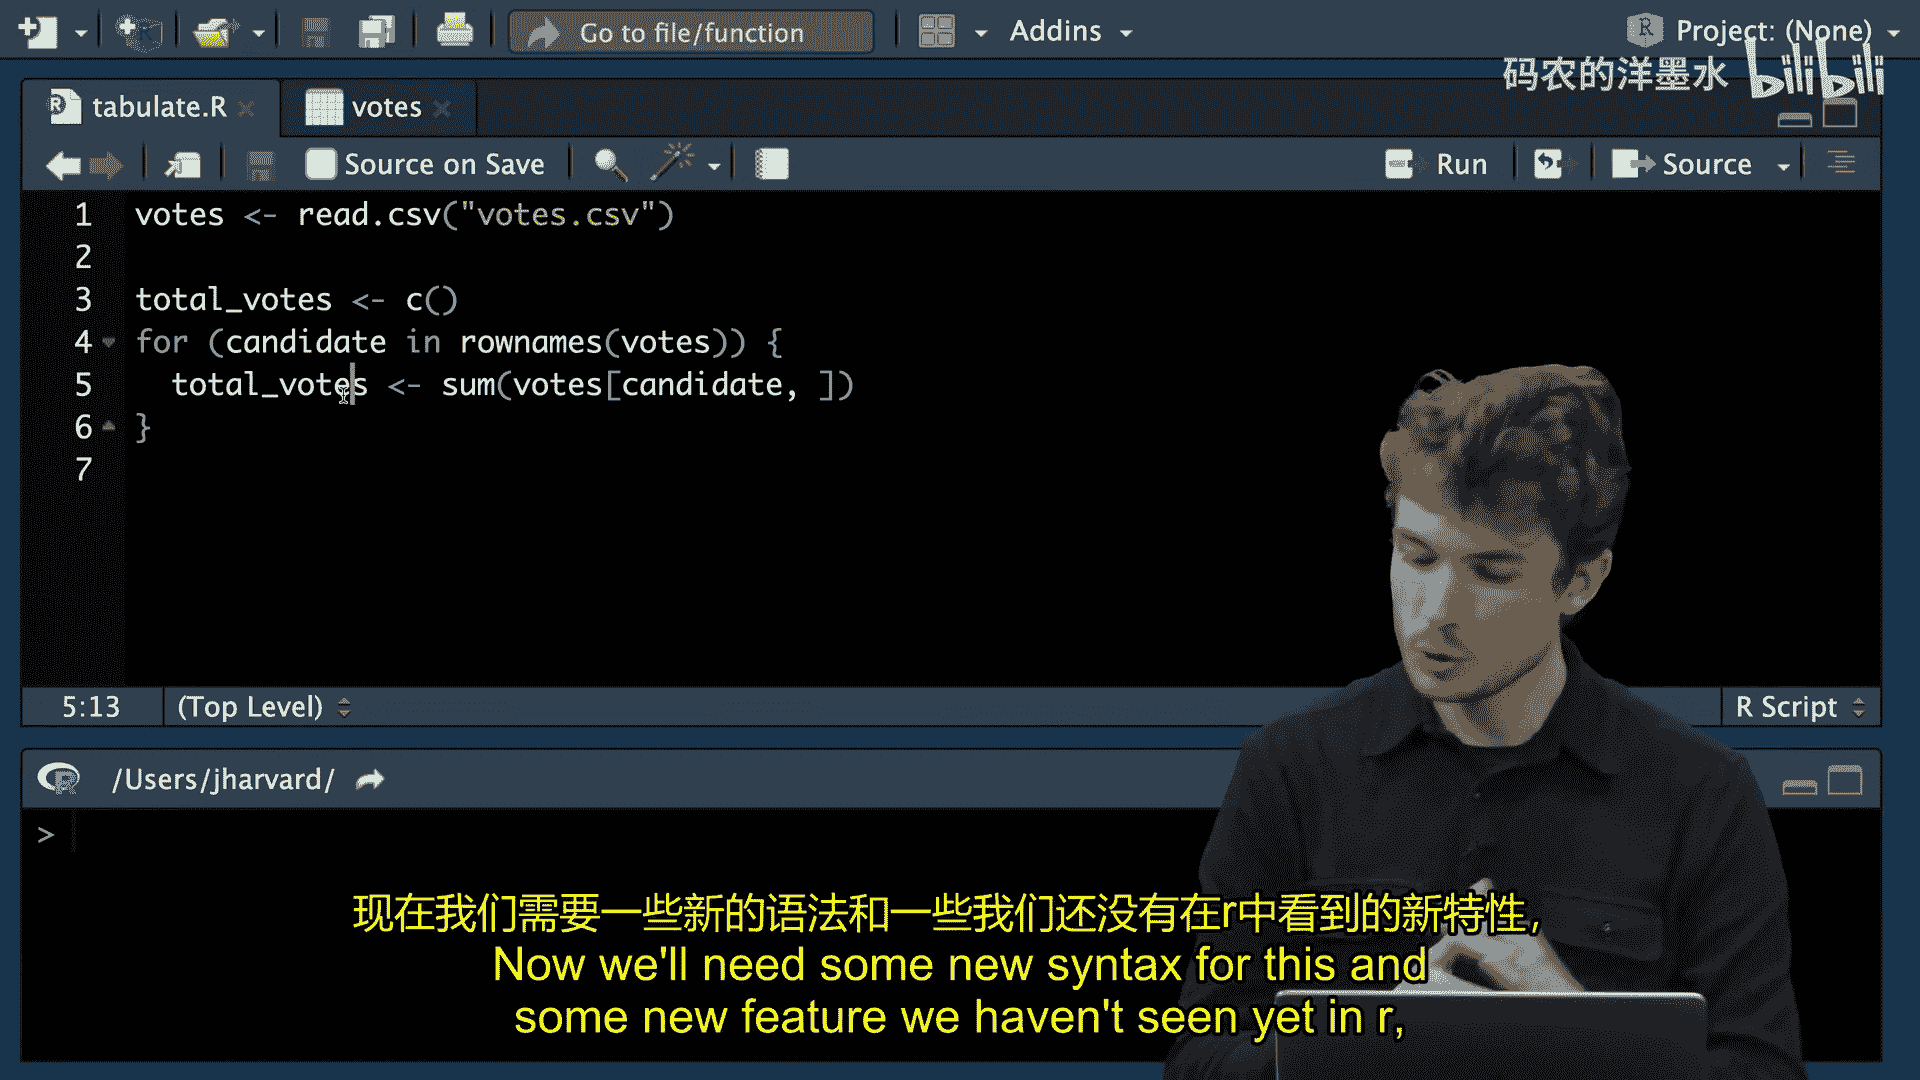 Go to file/function
Addins
Project: (None)
码农的洋墨水 bilibili
tabulate.R
votes
Source on Save
Run
Source
1 votes <- read.csv("votes.csv")
2
3 total_votes <- c()
4 for (candidate in rownames(votes)) {
5 total_votes <- sum(votes[candidate, ])
6 }
7
5:13
(Top Level)
R Script
/Users/jharvard/
>
现在我们需要一些新的语法和一些我们还没有在r中看到的新特性,
Now we'll need some new syntax for this and
some new feature we haven't seen yet in r,